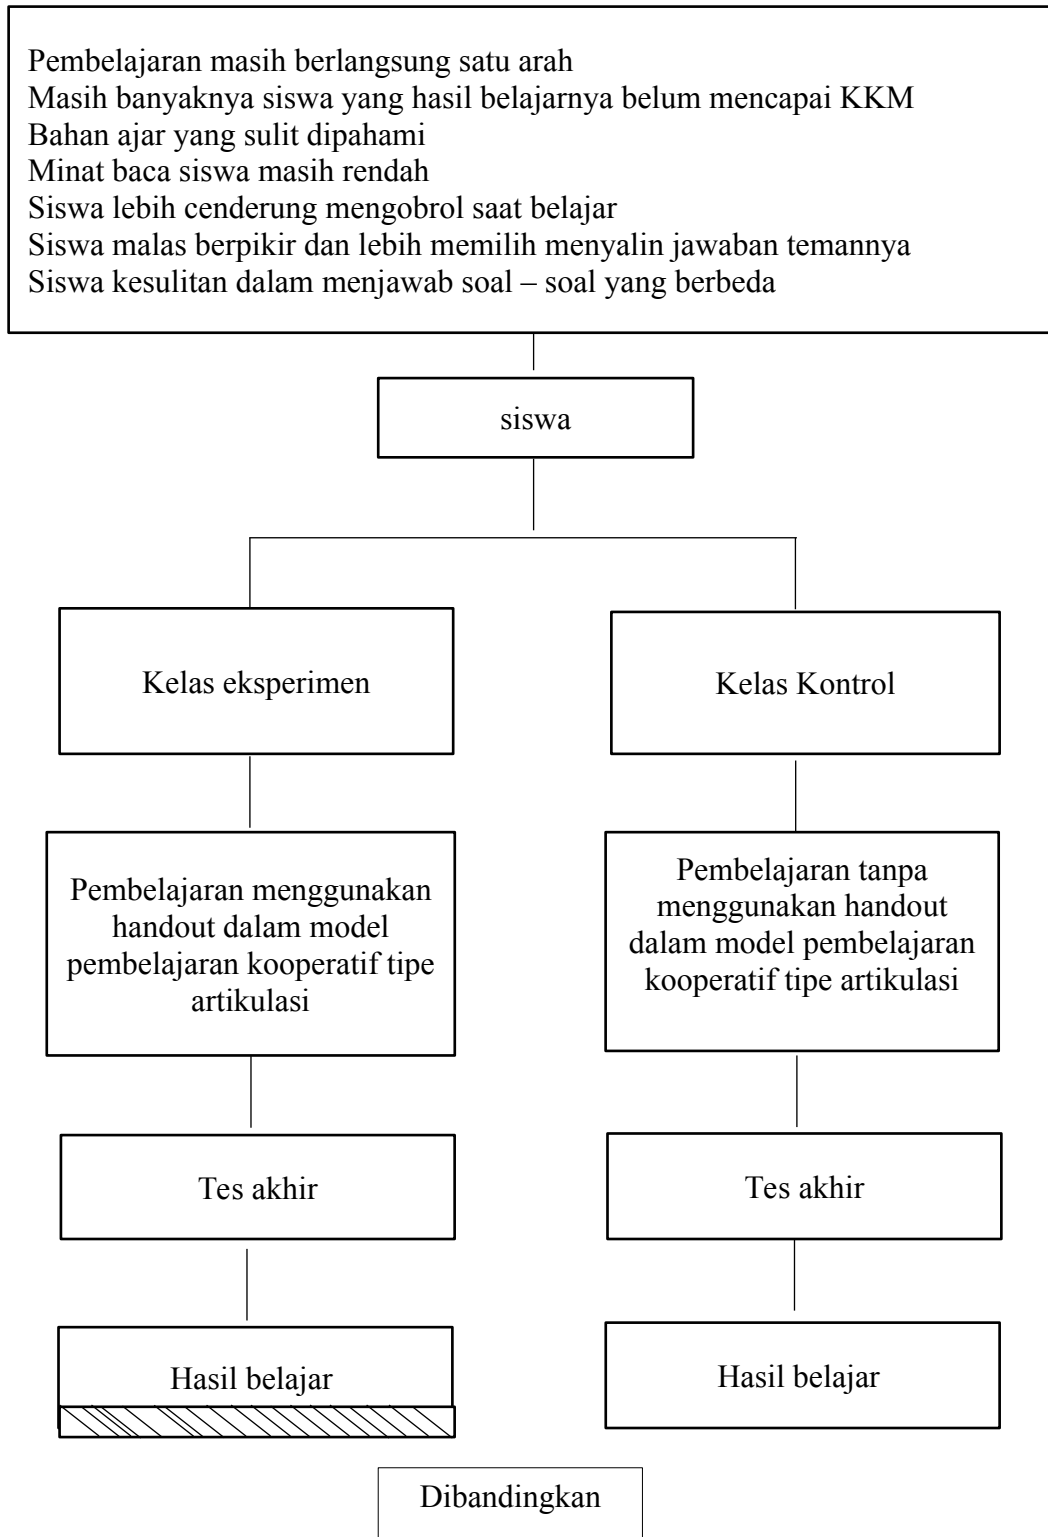 Pembelajaran masih berlangsung satu arah
Masih banyaknya siswa yang hasil belajarnya belum mencapai KKM
Bahan ajar yang sulit dipahami
Minat baca siswa masih rendah
Siswa lebih cenderung mengobrol saat belajar
Siswa malas berpikir dan lebih memilih menyalin jawaban temannya
Siswa kesulitan dalam menjawab soal – soal yang berbeda
siswa
Kelas eksperimen
Kelas Kontrol
Pembelajaran menggunakan
handout dalam model
pembelajaran kooperatif tipe
artikulasi
Pembelajaran tanpa
menggunakan handout
dalam model pembelajaran
kooperatif tipe artikulasi
Tes akhir
Tes akhir
Hasil belajar
Hasil belajar
Dibandingkan